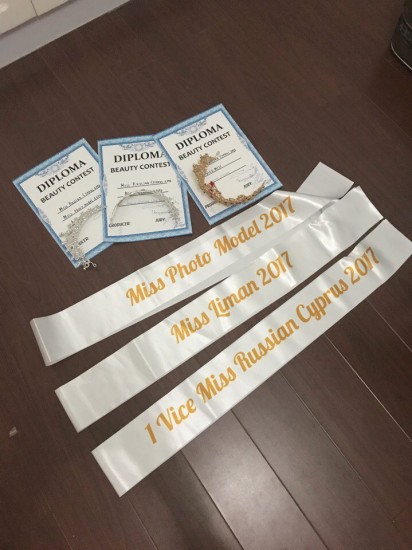 DIPLOMA
BEAUTY CONTEST
DIPLOMA
BEAUTY CONTEST
DIPLOMA
BEAUTY CONTEST
Miss Photo Model 2017
Miss Liman 2017
1 Vice Miss Russian Cyprus 2017